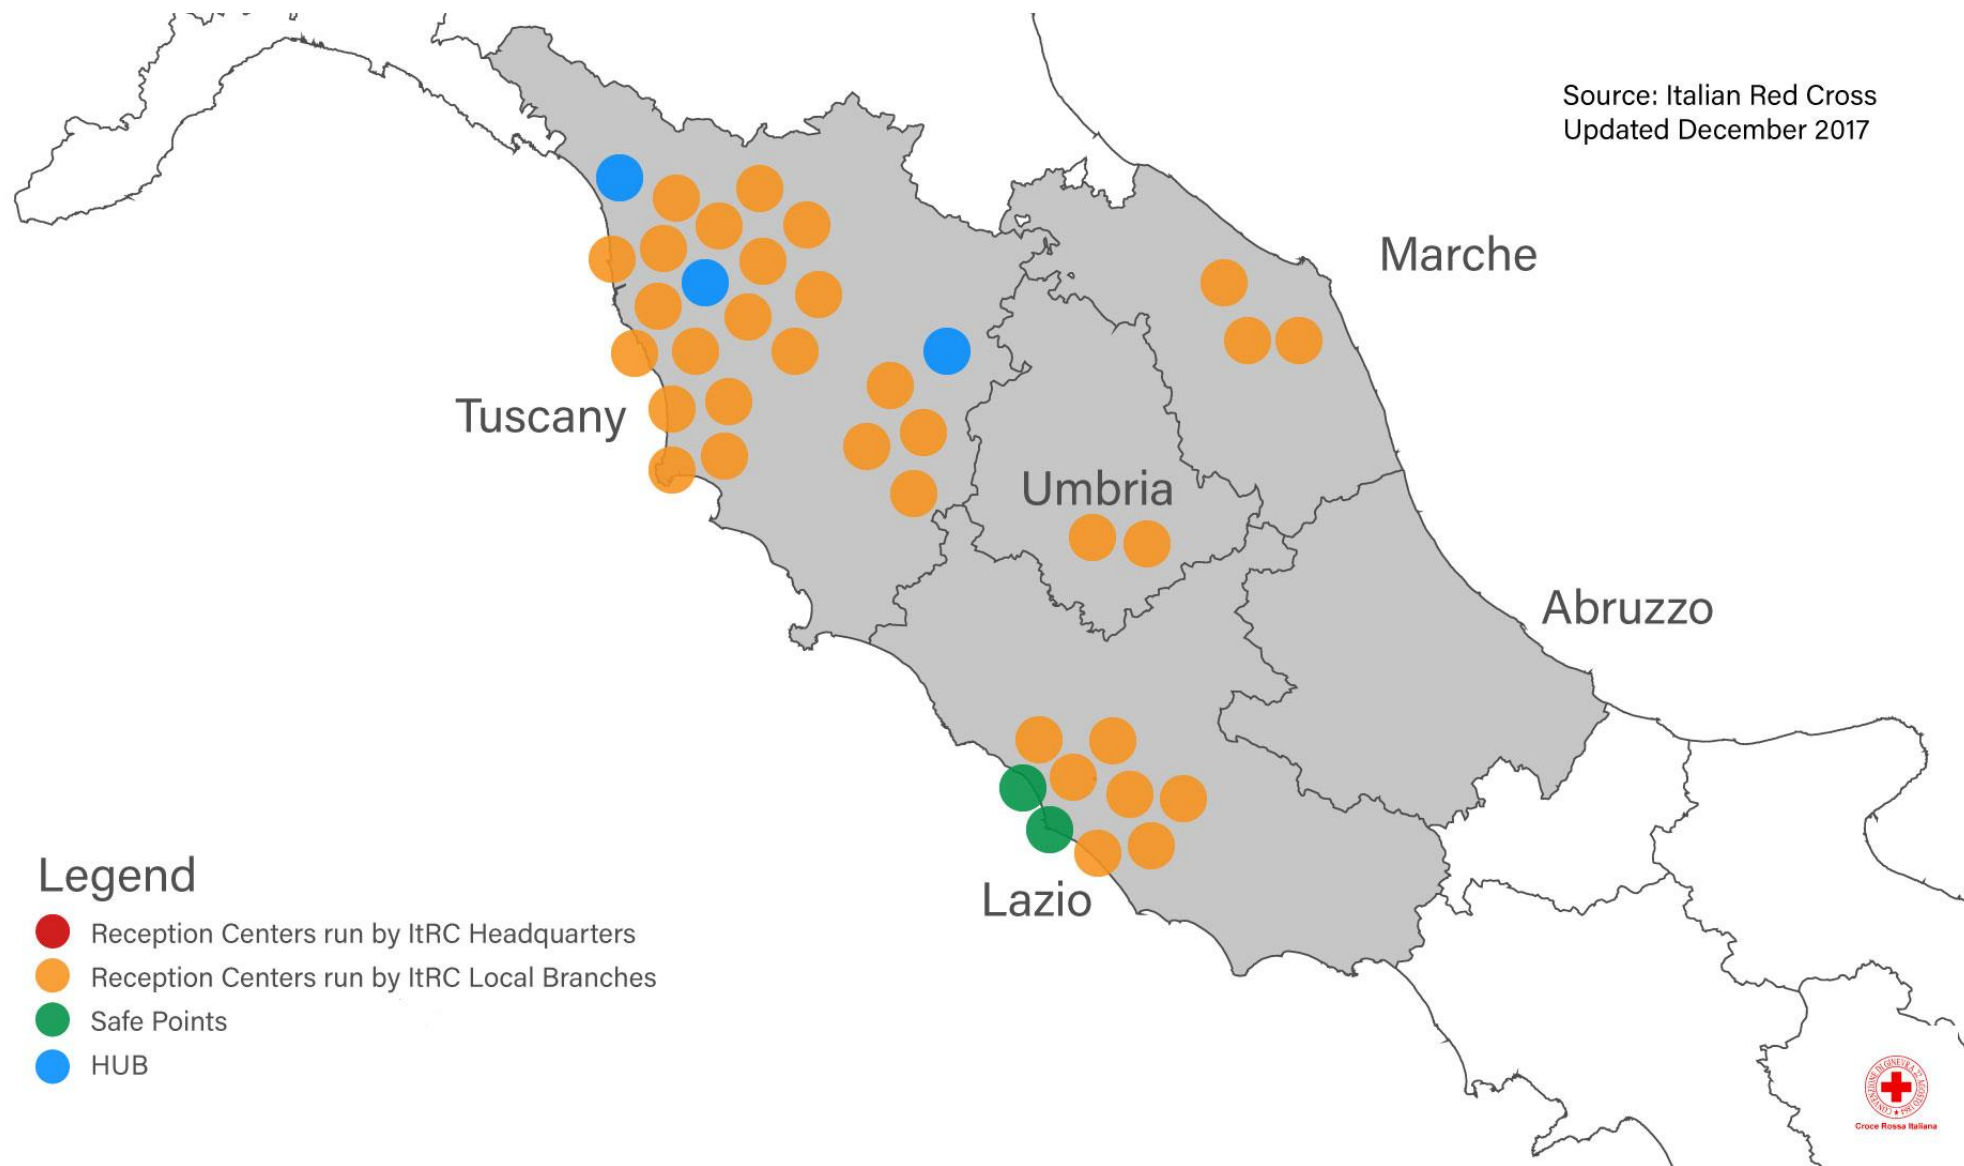 Source: Italian Red Cross
Updated December 2017
Marche
Tuscany
Umbria
Abruzzo
Lazio
Legend
Reception Centers run by ItRC Headquarters
Reception Centers run by ItRC Local Branches
Safe Points
HUB
Croce Rossa Italiana